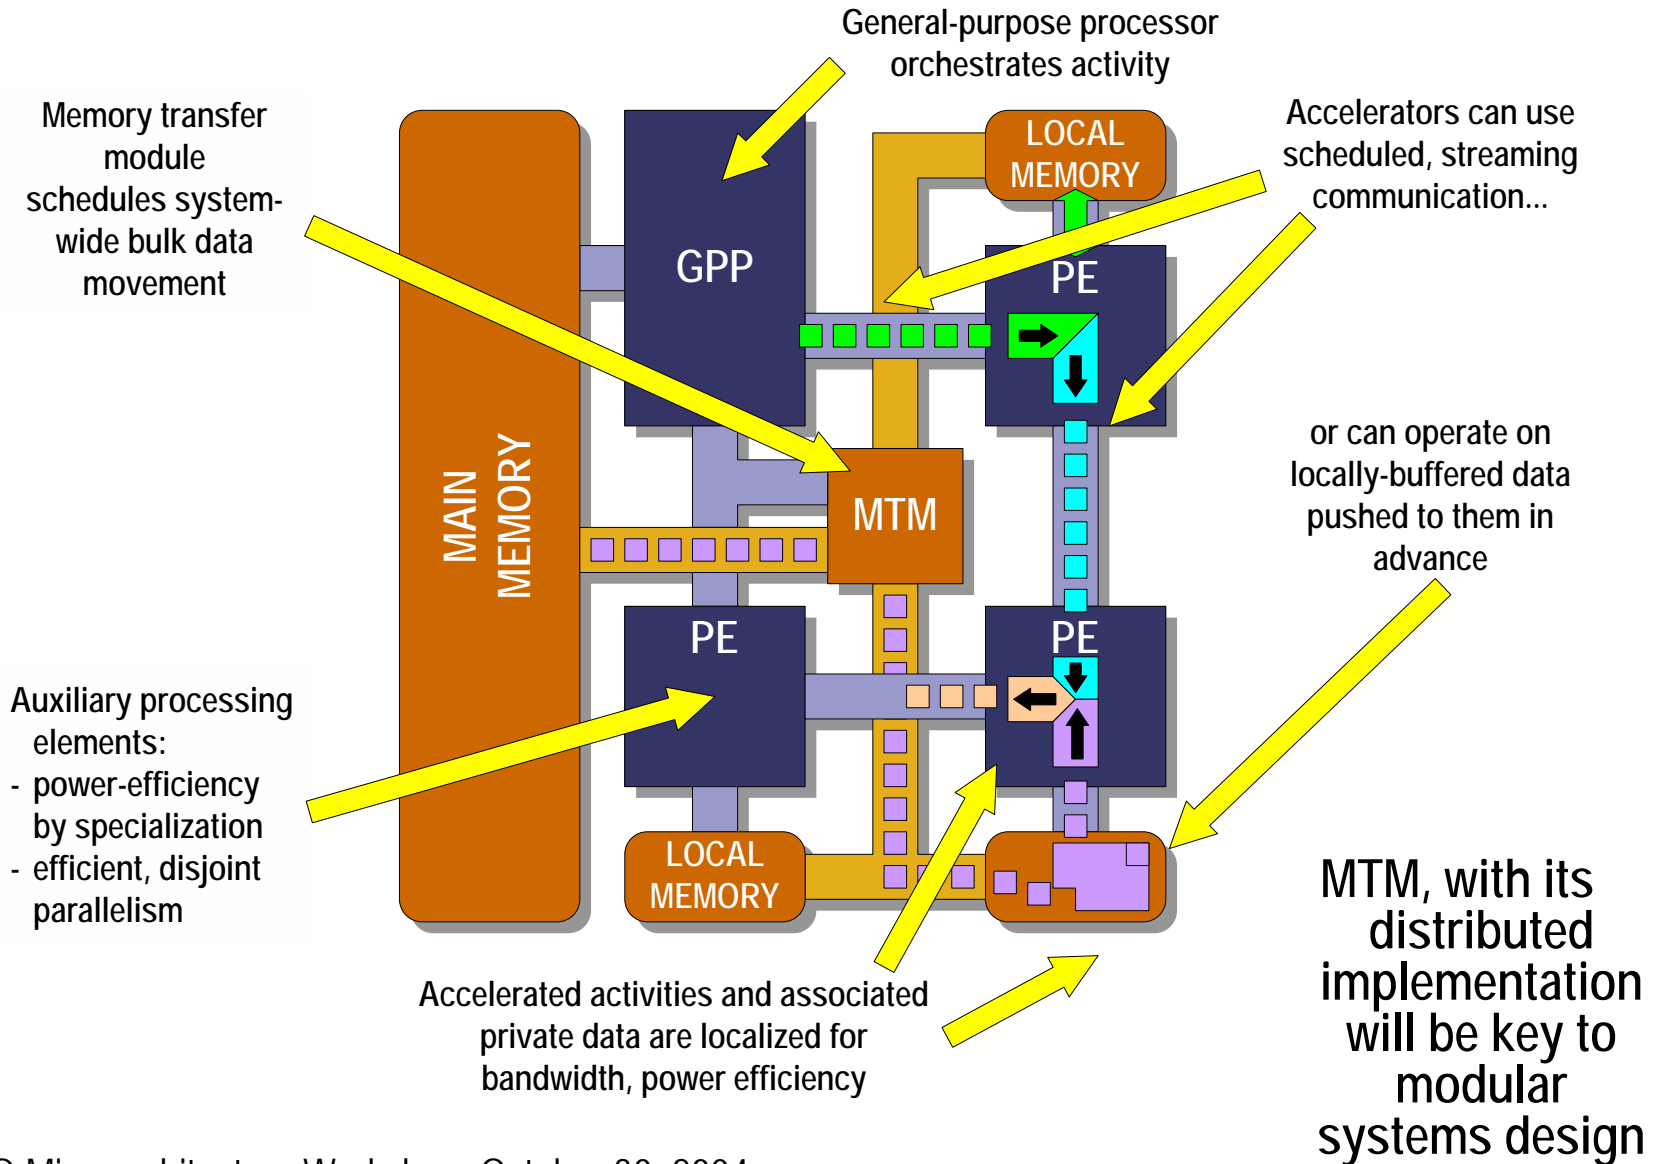 General-purpose processor
orchestrates activity
Memory transfer
module
schedules system-
wide bulk data
movement
Accelerators can use
scheduled, streaming
communication...
LOCAL
MEMORY
GPP
PE
or can operate on
locally-buffered data
pushed to them in
advance
MAIN
MEMORY
MTM
PE
PE
Auxiliary processing
elements:
- power-efficiency
by specialization
- efficient, disjoint
parallelism
LOCAL
MEMORY
MTM, with its
distributed
implementation
will be key to
modular
systems design
Accelerated activities and associated
private data are localized for
bandwidth, power efficiency
October